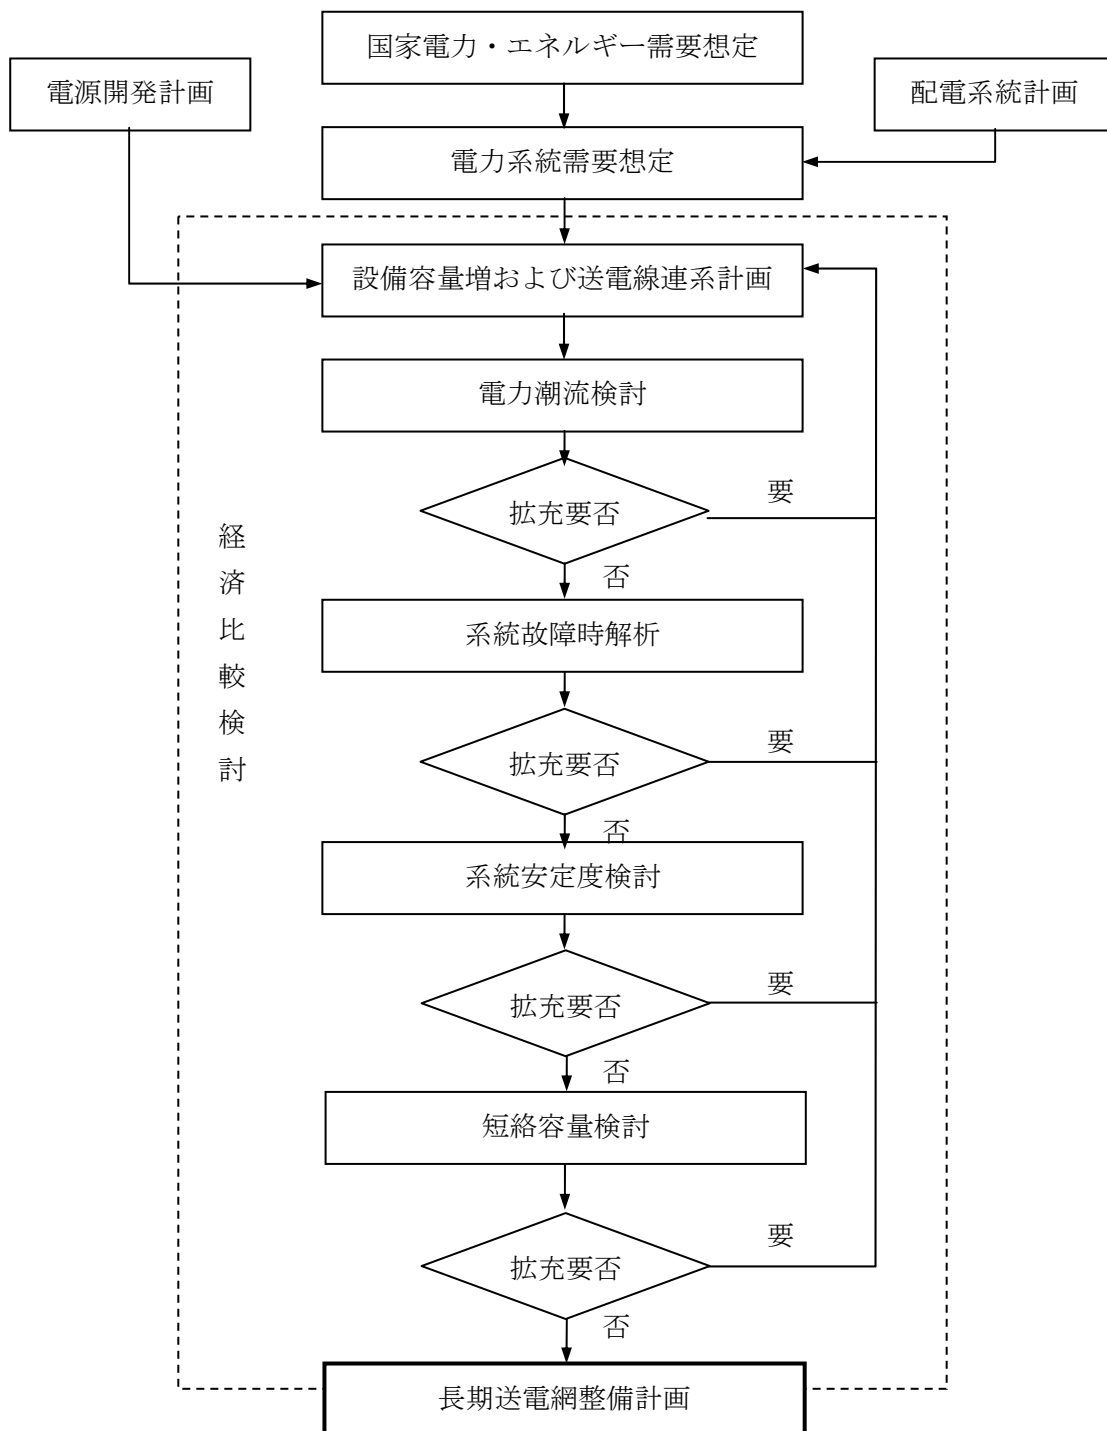 国家電力・エネルギー需要想定
電源開発計画
配電系統計画
電力系統需要想定
設備容量増および送電線連系計画
電力潮流検討
拡充要否
要
否
経済比較検討
系統故障時解析
拡充要否
要
否
系統安定度検討
拡充要否
要
否
短絡容量検討
拡充要否
要
否
長期送電網整備計画